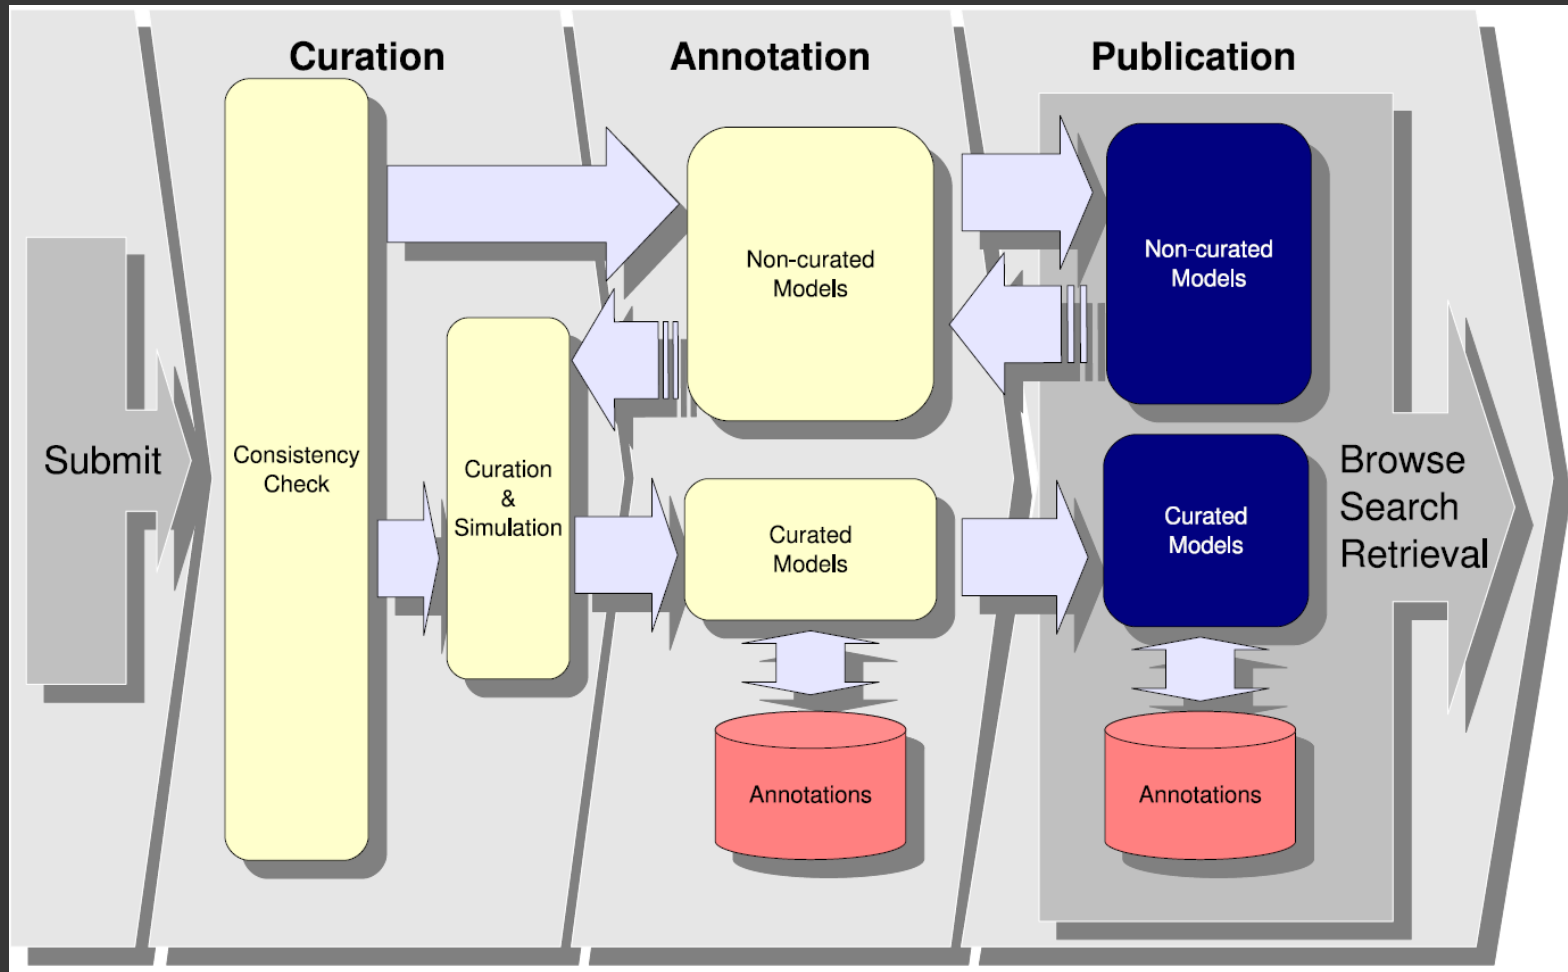 Curation
Annotation
Publication
Submit
Consistency
Check
Curation
&
Simulation
Non-curated
Models
Curated
Models
Annotations
Non-curated
Models
Curated
Models
Annotations
Browse
Search
Retrieval